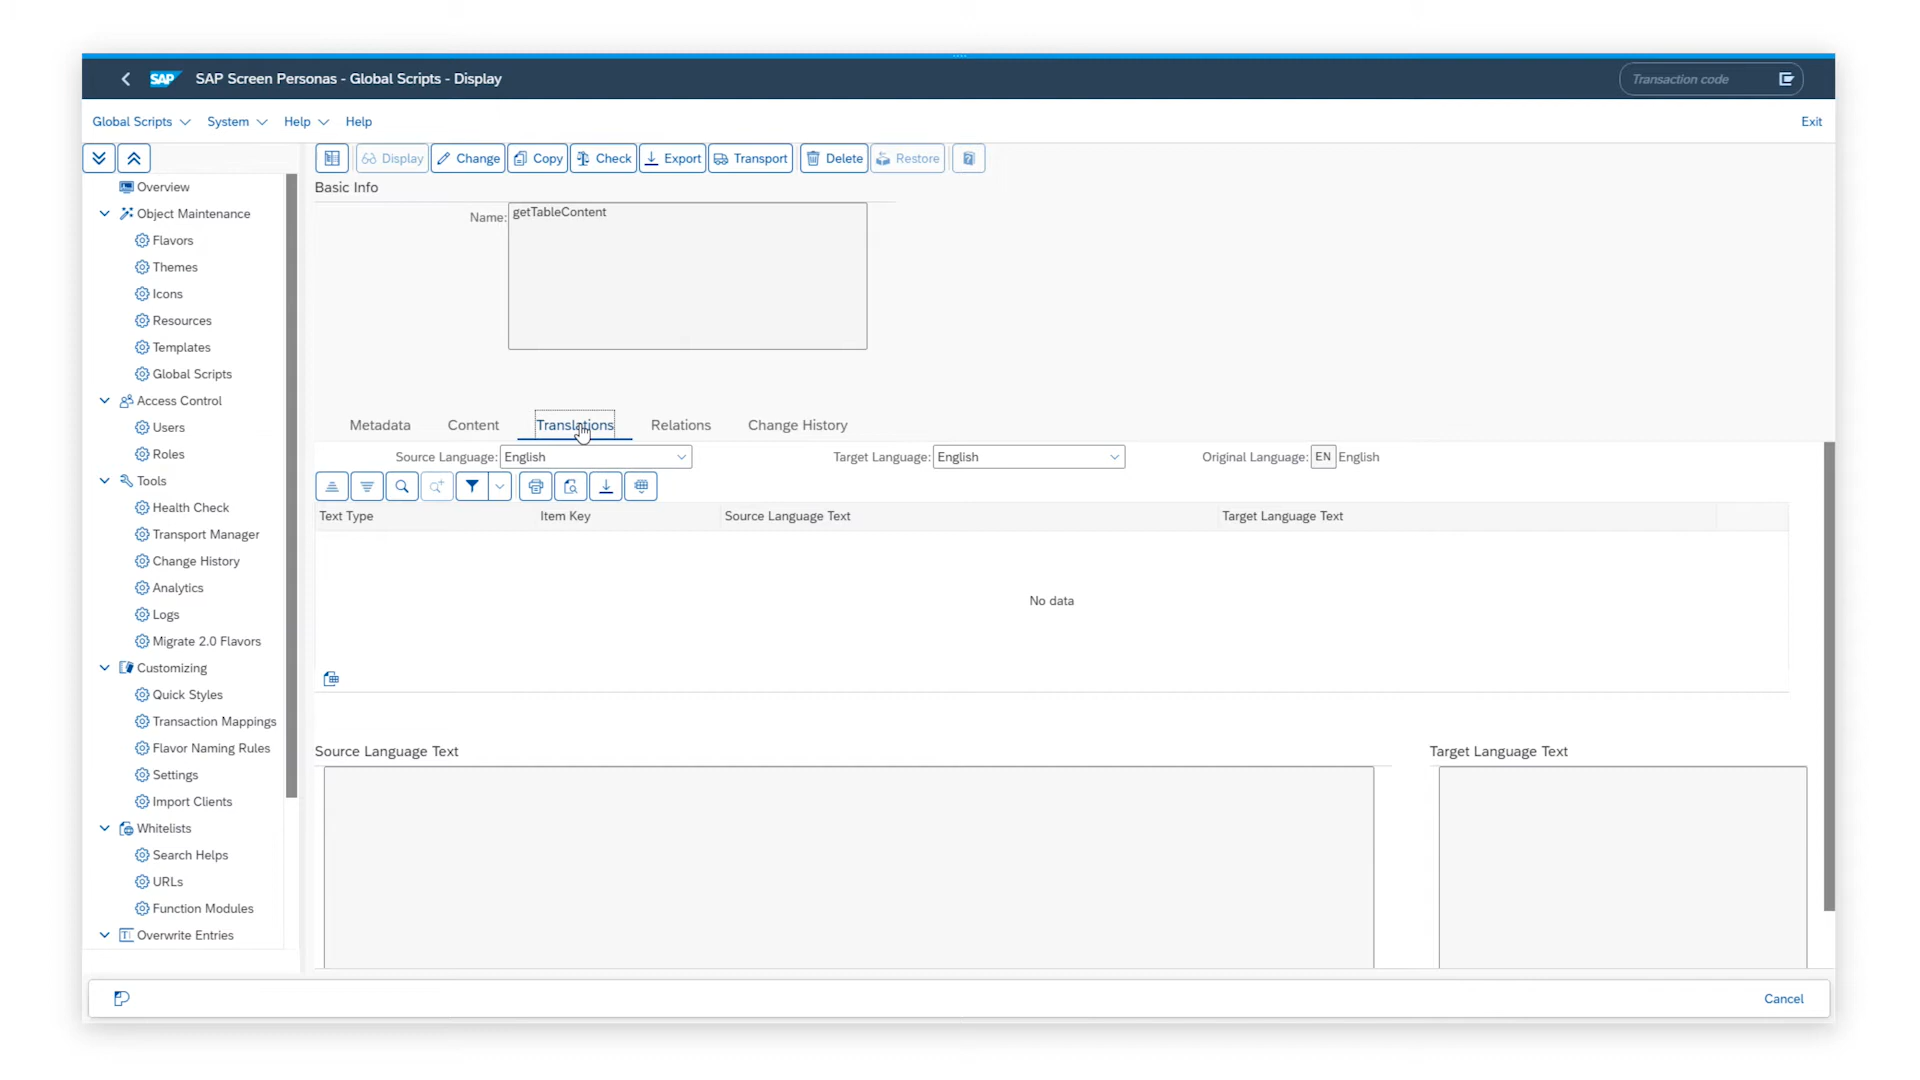 SAP SAP Screen Personas - Global Scripts - Display Transaction code
Global Scripts System Help Help Exit
Display Change Copy Check Export Transport Delete Restore
Overview
Object Maintenance
Flavors
Themes
Icons
Resources
Templates
Global Scripts
Access Control
Users
Roles
Tools
Health Check
Transport Manager
Change History
Analytics
Logs
Migrate 2.0 Flavors
Customizing
Quick Styles
Transaction Mappings
Flavor Naming Rules
Settings
Import Clients
Whitelists
Search Helps
URLs
Function Modules
Overwrite Entries
Basic Info
Name: getTableContent
Metadata Content Translations Relations Change History
Source Language: English Target Language: English Original Language: EN English
Text Type Item Key Source Language Text Target Language Text
No data
Source Language Text Target Language Text
Cancel